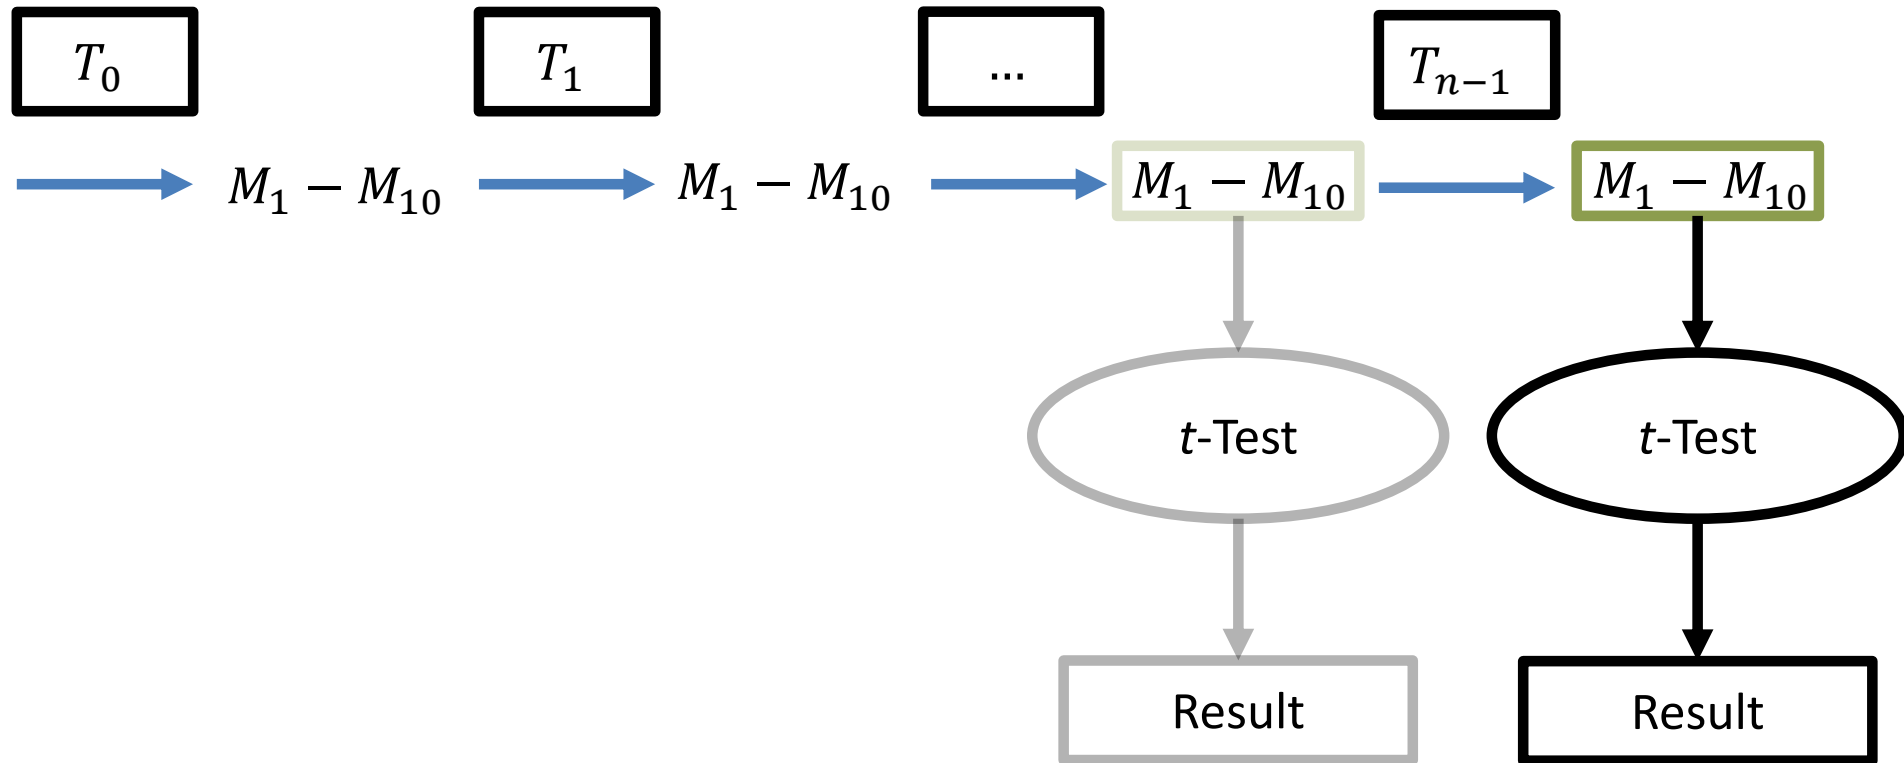 T₀ T₁ ... Tₙ₋₁
M₁ − M₁₀ M₁ − M₁₀ M₁ − M₁₀ M₁ − M₁₀
t-Test t-Test
Result Result